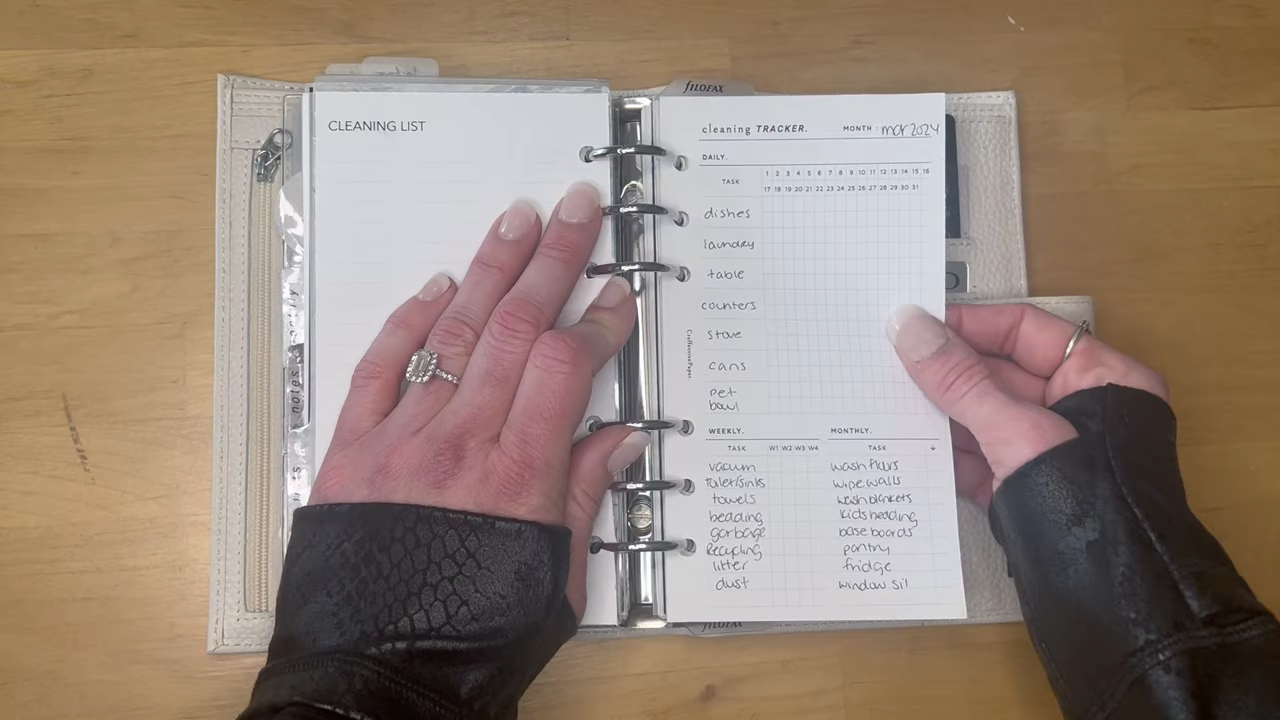 FILOFAX
CLEANING LIST
cleaning TRACKER.
MONTH : mar 2024
DAILY.
TASK
1 2 3 4 5 6 7 8 9 10 11 12 13 14 15 16
17 18 19 20 21 22 23 24 25 26 27 28 29 30 31
dishes
laundry
table
counters
stove
cans
pet
bowl
CraftiveePaper
WEEKLY.
TASK W1 W2 W3 W4
vacum
toilet/sinks
towels
bedding
garbage
Recycling
litter
dust
MONTHLY.
TASK ↓
wash floors
wipe walls
wash blankets
kids bedding
base boards
pantry
fridge
window sil
notes
FILOFAX